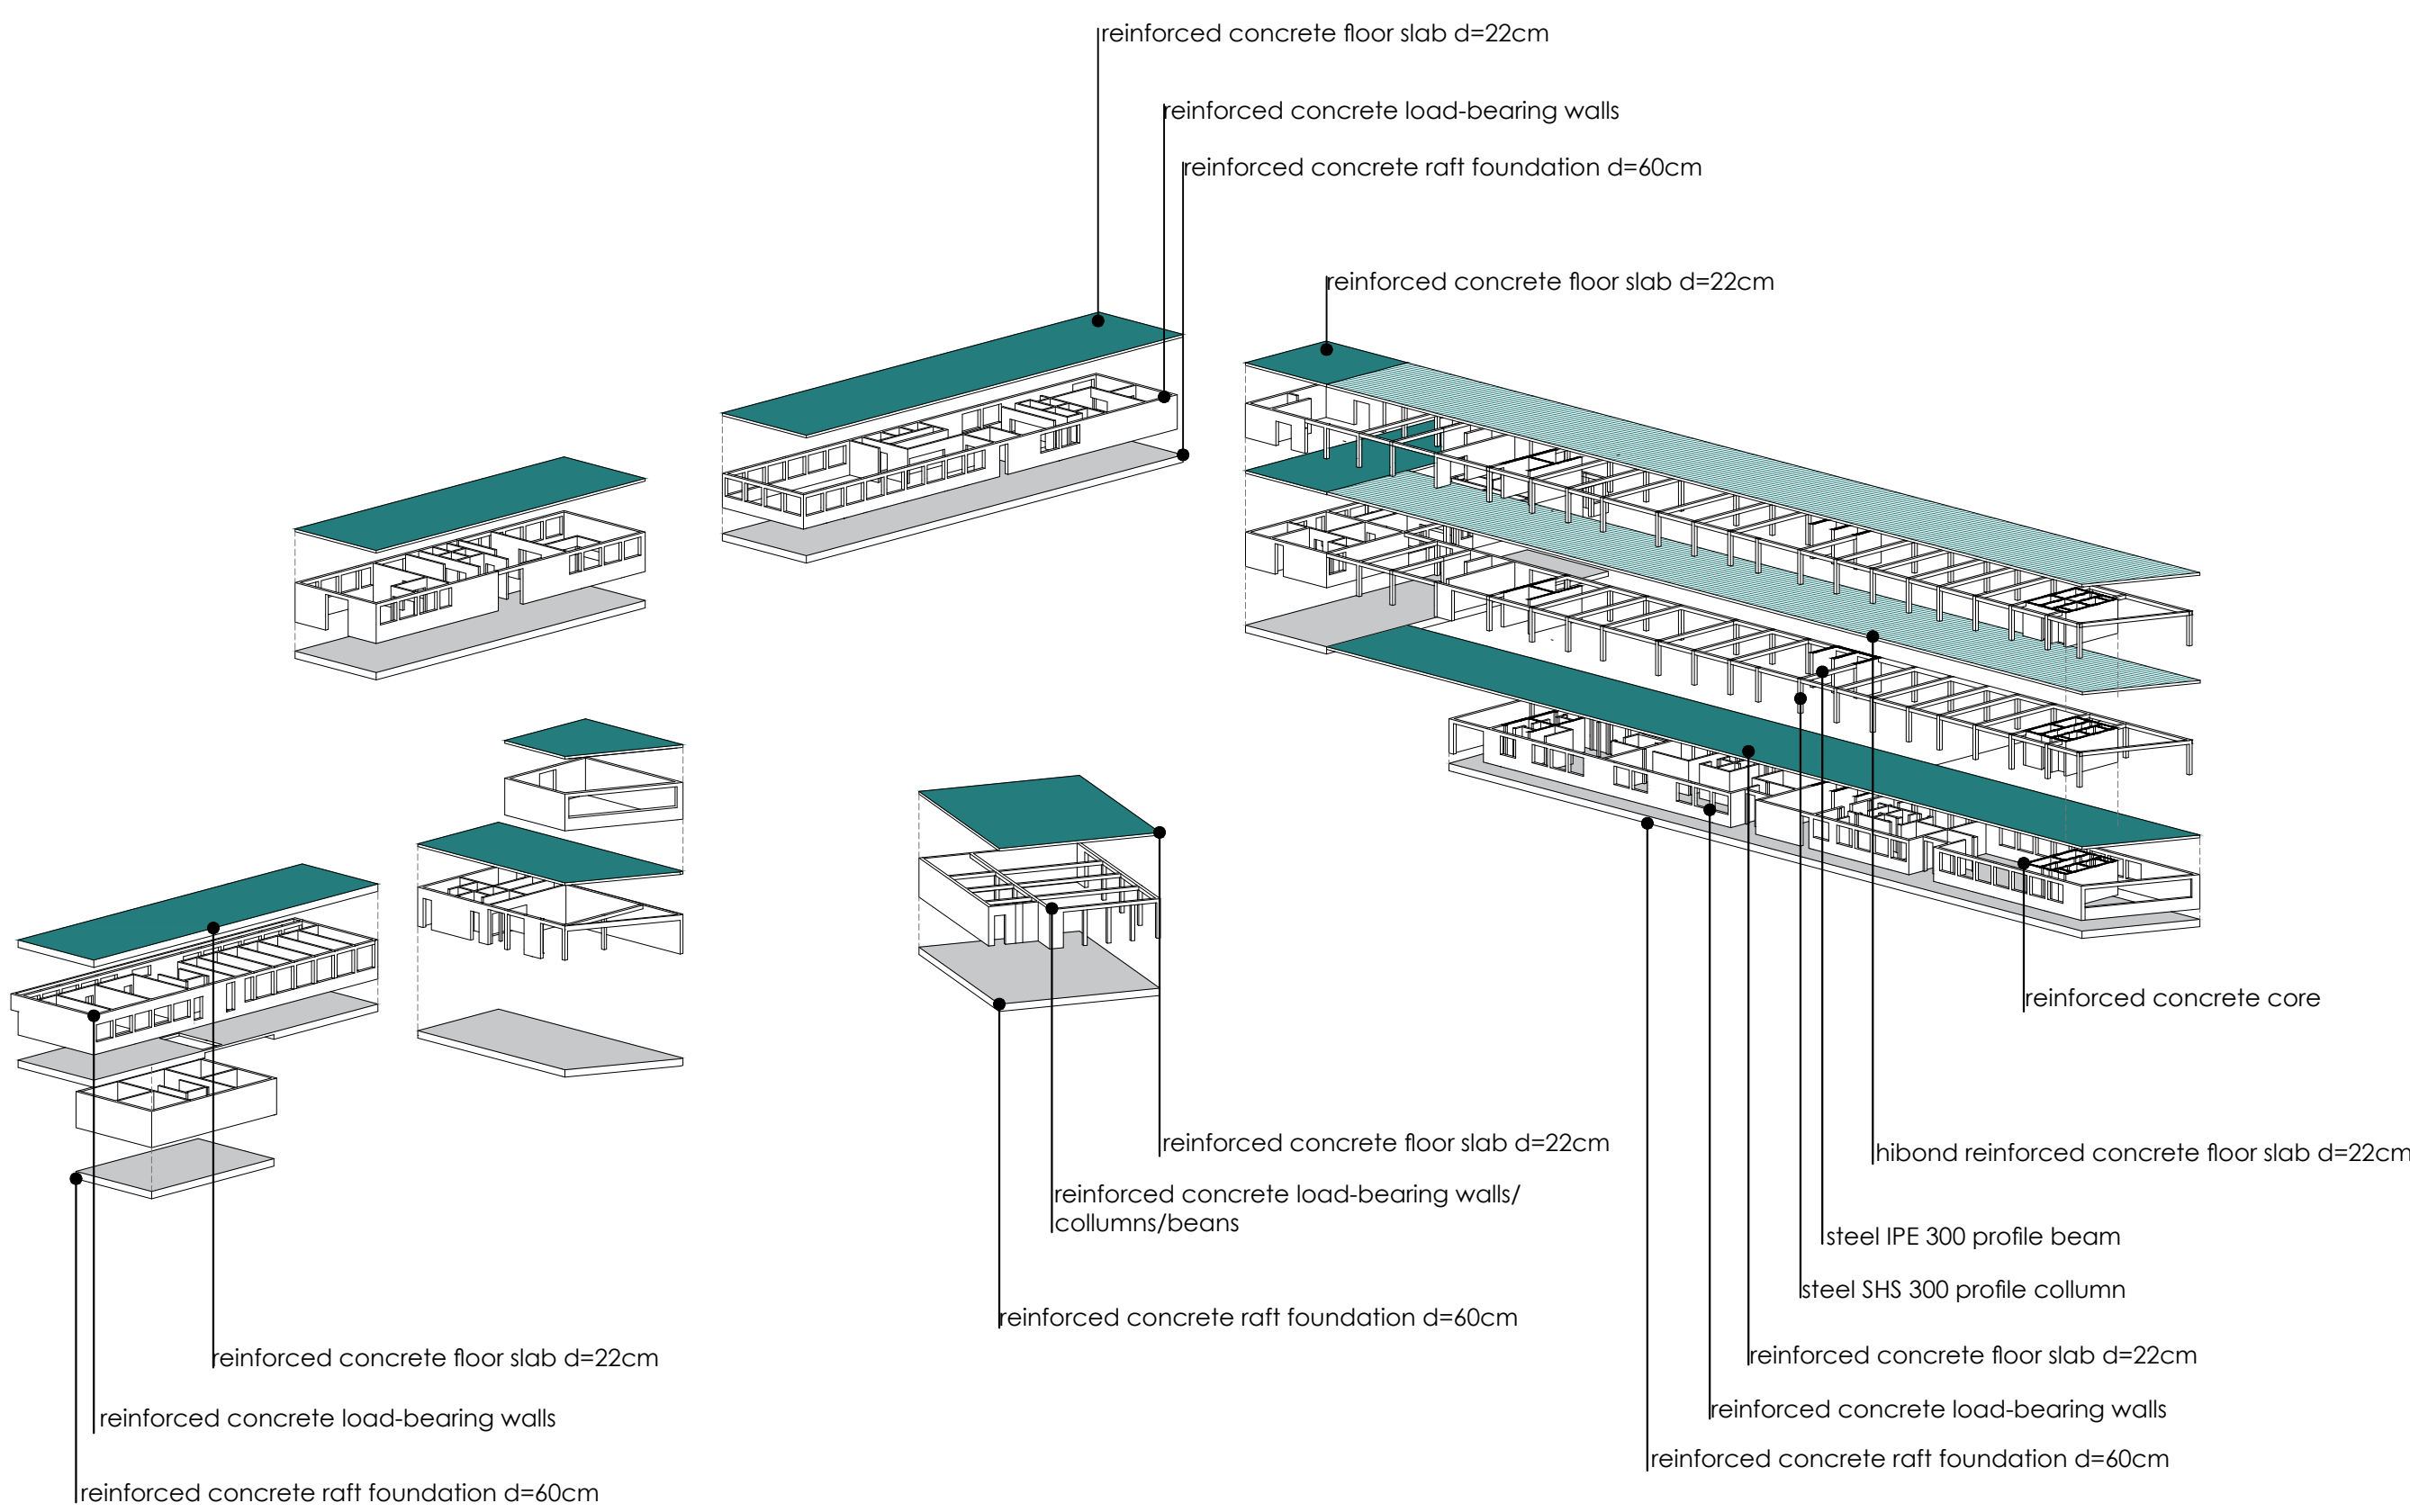 reinforced concrete floor slab d=22cm
reinforced concrete load-bearing walls
reinforced concrete raft foundation d=60cm
reinforced concrete floor slab d=22cm
reinforced concrete core
reinforced concrete floor slab d=22cm
hibond reinforced concrete floor slab d=22cm
reinforced concrete load-bearing walls/
collumns/beans
steel IPE 300 profile beam
steel SHS 300 profile collumn
reinforced concrete raft foundation d=60cm
reinforced concrete floor slab d=22cm
reinforced concrete floor slab d=22cm
reinforced concrete load-bearing walls
reinforced concrete load-bearing walls
reinforced concrete raft foundation d=60cm
reinforced concrete raft foundation d=60cm